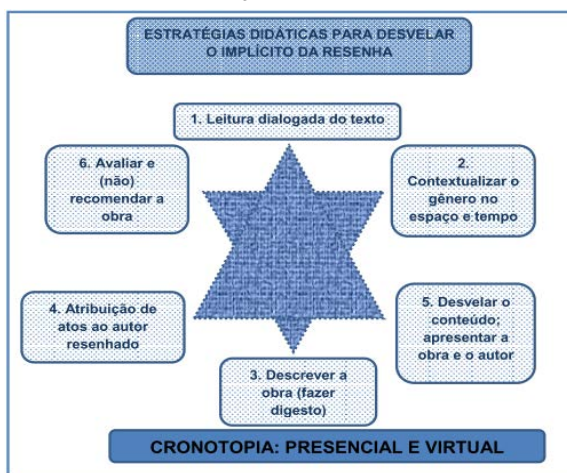 ESTRATÉGIAS DIDÁTICAS PARA DESVELAR
O IMPLÍCITO DA RESENHA
1. Leitura dialogada do texto
6. Avaliar e
(não)
recomendar a
obra
2.
Contextualizar o
gênero no
espaço e tempo
4. Atribuição de
atos ao autor
resenhado
5. Desvelar o
conteúdo;
apresentar a
obra e o autor
3. Descrever a
obra (fazer
digesto)
CRONOTOPIA: PRESENCIAL E VIRTUAL